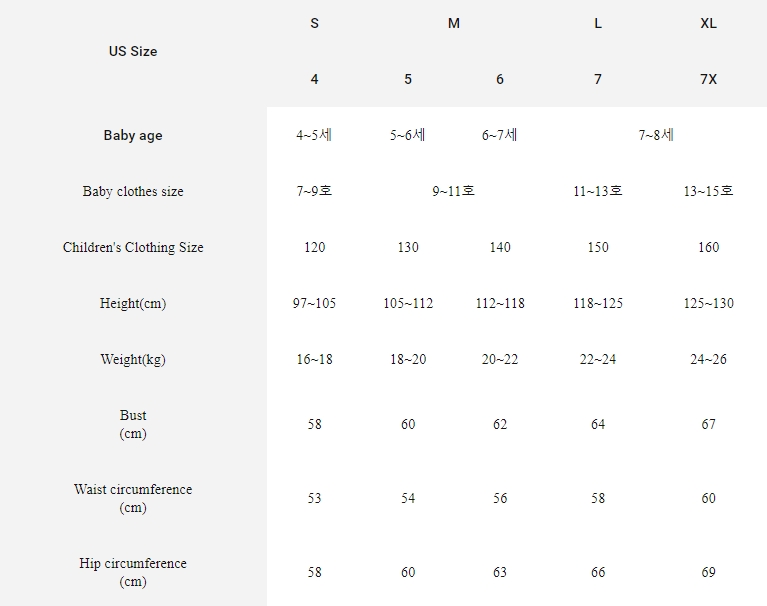 S M L XL
US Size
4 5 6 7 7X
Baby age 4~5세 5~6세 6~7세 7~8세
Baby clothes size 7~9호 9~11호 11~13호 13~15호
Children's Clothing Size 120 130 140 150 160
Height(cm) 97~105 105~112 112~118 118~125 125~130
Weight(kg) 16~18 18~20 20~22 22~24 24~26
Bust
(cm) 58 60 62 64 67
Waist circumference
(cm) 53 54 56 58 60
Hip circumference
(cm) 58 60 63 66 69